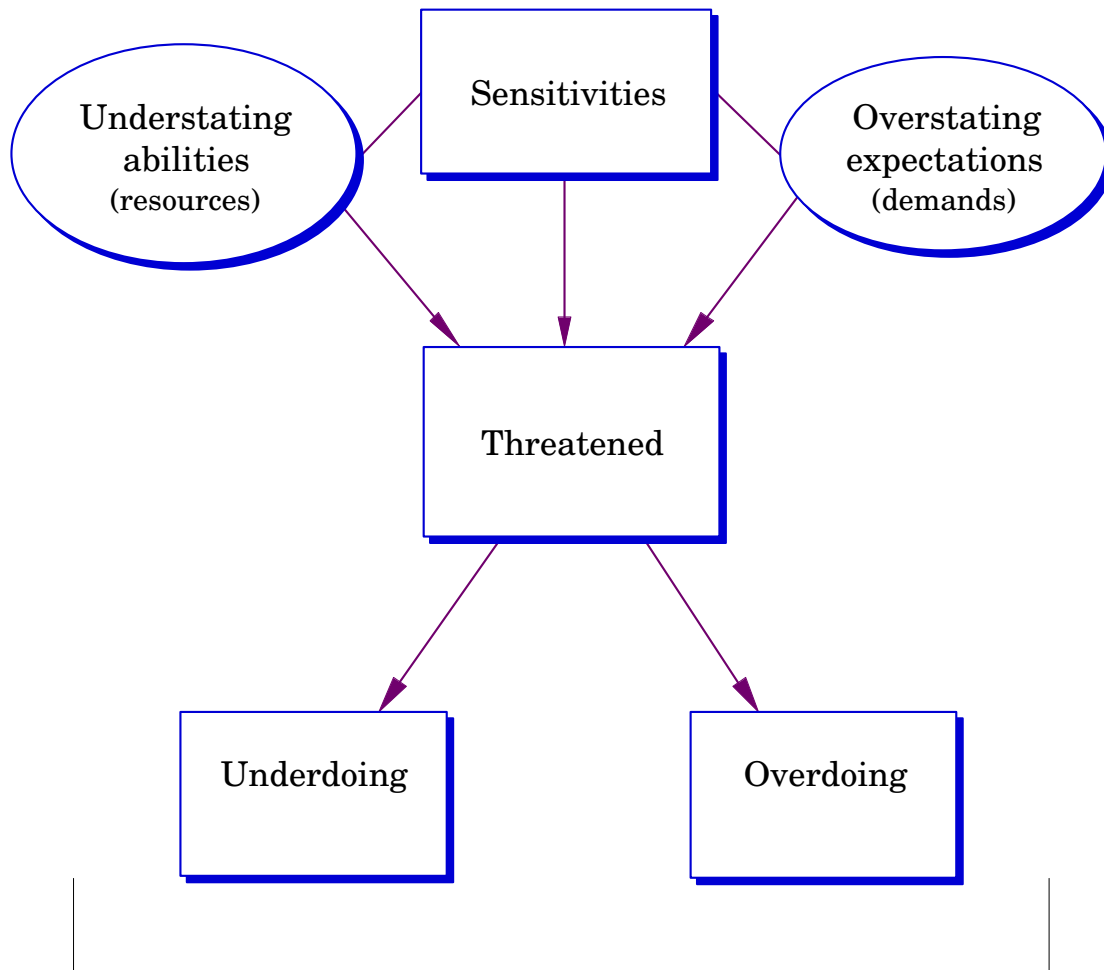 Understating
abilities
(resources)
Sensitivities
Overstating
expectations
(demands)
Threatened
Underdoing
Overdoing